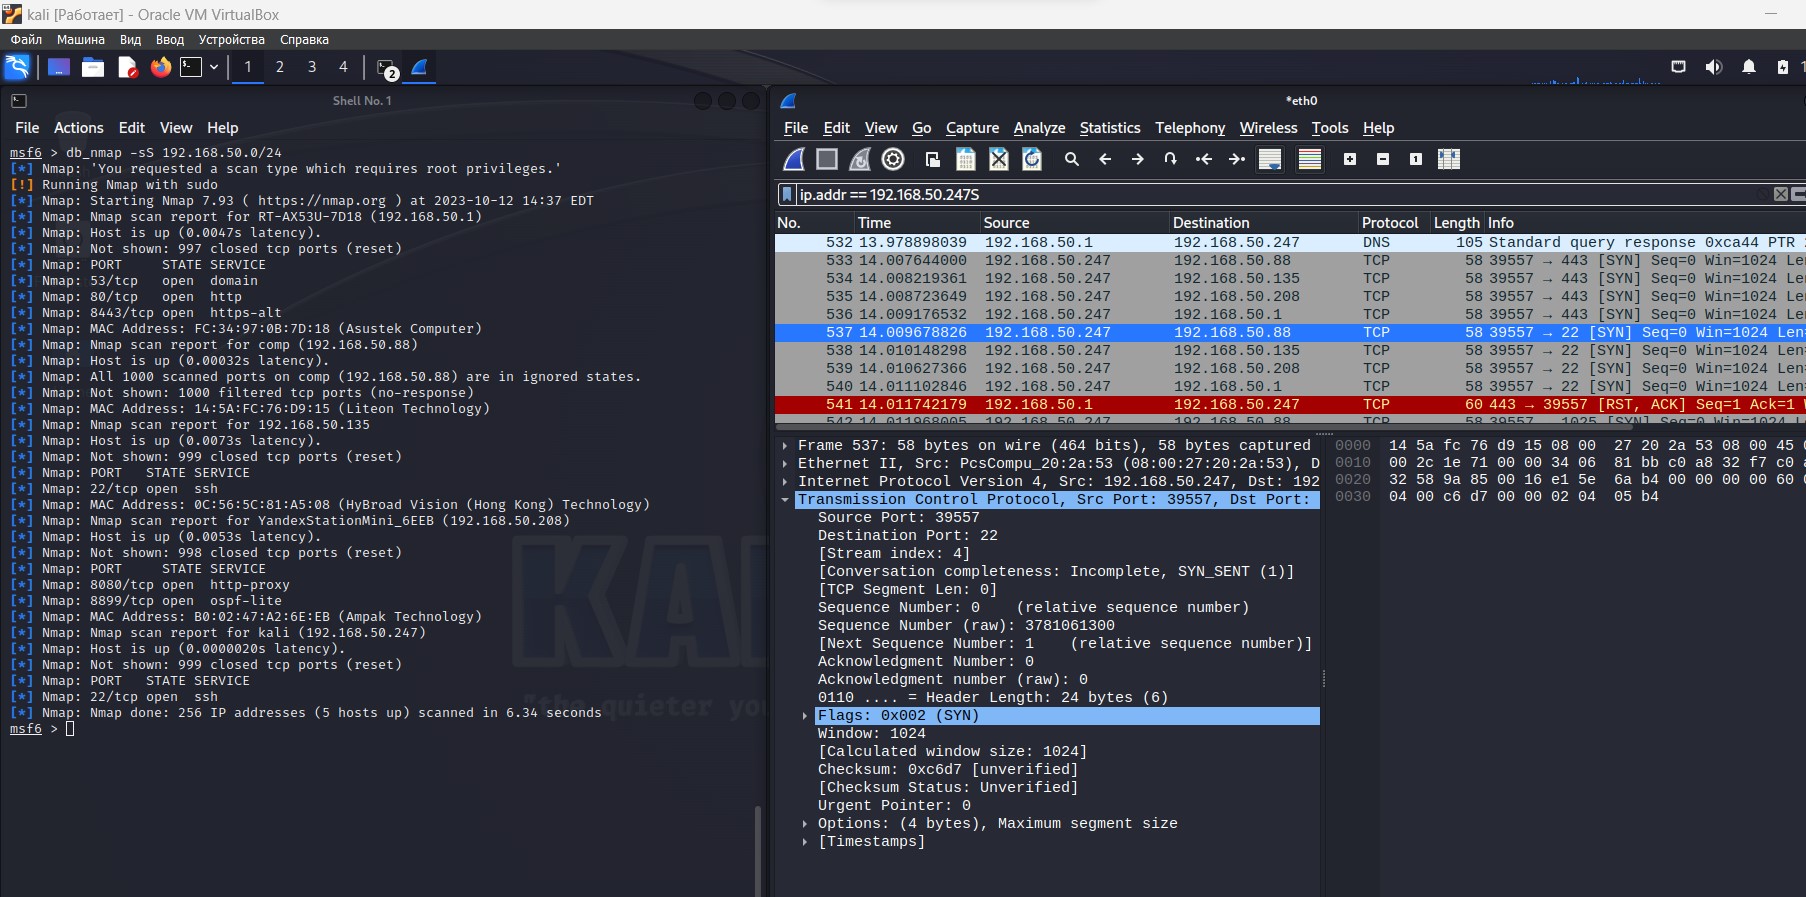 kali [Работает] - Oracle VM VirtualBox
Файл Машина Вид Ввод Устройства Справка
1 2 3 4 2
Shell No. 1
File Actions Edit View Help
msf6 > db_nmap -sS 192.168.50.0/24
[*] Nmap: 'You requested a scan type which requires root privileges.'
[!] Running Nmap with sudo
[*] Nmap: Starting Nmap 7.93 ( https://nmap.org ) at 2023-10-12 14:37 EDT
[*] Nmap: Nmap scan report for RT-AX53U-7D18 (192.168.50.1)
[*] Nmap: Host is up (0.0047s latency).
[*] Nmap: Not shown: 997 closed tcp ports (reset)
[*] Nmap: PORT     STATE SERVICE
[*] Nmap: 53/tcp   open  domain
[*] Nmap: 80/tcp   open  http
[*] Nmap: 8443/tcp open  https-alt
[*] Nmap: MAC Address: FC:34:97:0B:7D:18 (Asustek Computer)
[*] Nmap: Nmap scan report for comp (192.168.50.88)
[*] Nmap: Host is up (0.00032s latency).
[*] Nmap: All 1000 scanned ports on comp (192.168.50.88) are in ignored states.
[*] Nmap: Not shown: 1000 filtered tcp ports (no-response)
[*] Nmap: MAC Address: 14:5A:FC:76:D9:15 (Liteon Technology)
[*] Nmap: Nmap scan report for 192.168.50.135
[*] Nmap: Host is up (0.0073s latency).
[*] Nmap: Not shown: 999 closed tcp ports (reset)
[*] Nmap: PORT   STATE SERVICE
[*] Nmap: 22/tcp open  ssh
[*] Nmap: MAC Address: 0C:56:5C:81:A5:08 (HyBroad Vision (Hong Kong) Technology)
[*] Nmap: Nmap scan report for YandexStationMini_6EEB (192.168.50.208)
[*] Nmap: Host is up (0.0053s latency).
[*] Nmap: Not shown: 998 closed tcp ports (reset)
[*] Nmap: PORT     STATE SERVICE
[*] Nmap: 8080/tcp open  http-proxy
[*] Nmap: 8899/tcp open  ospf-lite
[*] Nmap: MAC Address: B0:02:47:A2:6E:EB (Ampak Technology)
[*] Nmap: Nmap scan report for kali (192.168.50.247)
[*] Nmap: Host is up (0.0000020s latency).
[*] Nmap: Not shown: 999 closed tcp ports (reset)
[*] Nmap: PORT   STATE SERVICE
[*] Nmap: 22/tcp open  ssh
[*] Nmap: Nmap done: 256 IP addresses (5 hosts up) scanned in 6.34 seconds
msf6 >
KAL
"the quieter yo
*eth0
File Edit View Go Capture Analyze Statistics Telephony Wireless Tools Help
ip.addr == 192.168.50.247S
No. Time Source Destination Protocol Length Info
532 13.978898039 192.168.50.1 192.168.50.247 DNS 105 Standard query response 0xca44 PTR
533 14.007644000 192.168.50.247 192.168.50.88 TCP 58 39557 → 443 [SYN] Seq=0 Win=1024 Le
534 14.008219361 192.168.50.247 192.168.50.135 TCP 58 39557 → 443 [SYN] Seq=0 Win=1024 Le
535 14.008723649 192.168.50.247 192.168.50.208 TCP 58 39557 → 443 [SYN] Seq=0 Win=1024 Le
536 14.009176532 192.168.50.247 192.168.50.1 TCP 58 39557 → 443 [SYN] Seq=0 Win=1024 Le
537 14.009678826 192.168.50.247 192.168.50.88 TCP 58 39557 → 22 [SYN] Seq=0 Win=1024 Len=
538 14.010148298 192.168.50.247 192.168.50.135 TCP 58 39557 → 22 [SYN] Seq=0 Win=1024 Len=
539 14.010627366 192.168.50.247 192.168.50.208 TCP 58 39557 → 22 [SYN] Seq=0 Win=1024 Len=
540 14.011102846 192.168.50.247 192.168.50.1 TCP 58 39557 → 22 [SYN] Seq=0 Win=1024 Len=
541 14.011742179 192.168.50.1 192.168.50.247 TCP 60 443 → 39557 [RST, ACK] Seq=1 Ack=1 W
542 14.011968005 192.168.50.247 192.168.50.88 TCP 58 39557 → 1025 [SYN] Seq=0 Win=1024 L
Frame 537: 58 bytes on wire (464 bits), 58 bytes captured
Ethernet II, Src: PcsCompu_20:2a:53 (08:00:27:20:2a:53), D
Internet Protocol Version 4, Src: 192.168.50.247, Dst: 192
Transmission Control Protocol, Src Port: 39557, Dst Port:
Source Port: 39557
Destination Port: 22
[Stream index: 4]
[Conversation completeness: Incomplete, SYN_SENT (1)]
[TCP Segment Len: 0]
Sequence Number: 0    (relative sequence number)
Sequence Number (raw): 3781061300
[Next Sequence Number: 1    (relative sequence number)]
Acknowledgment Number: 0
Acknowledgment number (raw): 0
0110 .... = Header Length: 24 bytes (6)
Flags: 0x002 (SYN)
Window: 1024
[Calculated window size: 1024]
Checksum: 0xc6d7 [unverified]
[Checksum Status: Unverified]
Urgent Pointer: 0
Options: (4 bytes), Maximum segment size
[Timestamps]
0000 14 5a fc 76 d9 15 08 00 27 20 2a 53 08 00 45 0
0010 00 2c 1e 71 00 00 34 06 81 bb c0 a8 32 f7 c0 a
0020 32 58 9a 85 00 16 e1 5e 6a b4 00 00 00 00 60 0
0030 04 00 c6 d7 00 00 02 04 05 b4